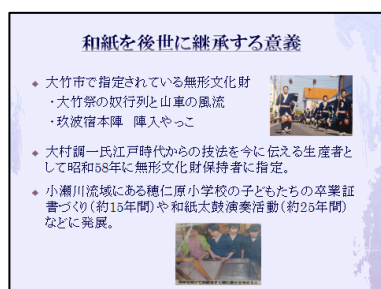 和紙を後世に継承する意義
大竹市で指定されている無形文化財
・大竹祭の奴行列と山車の風流
・玖波宿本陣 陣入やっこ
大村調一氏江戸時代からの技法を今に伝える生産者と
して昭和58年に無形文化財保持者に指定。
小瀬川流域にある穂仁原小学校の子どもたちの卒業証
書づくり(約15年間)や和紙太鼓演奏活動(約25年間)
などに発展。